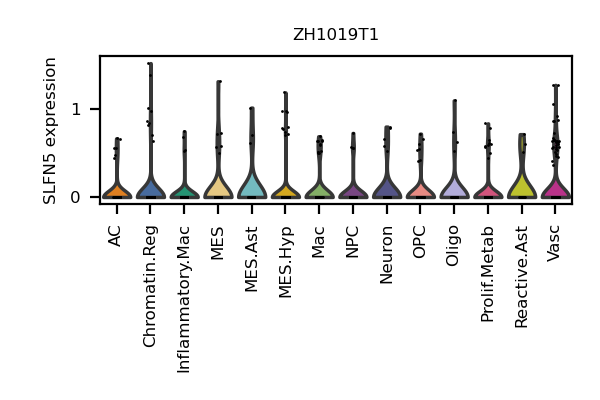 ZH1019T1
SLFN5 expression
1
0
AC
Chromatin.Reg
Inflammatory.Mac
MES
MES.Ast
MES.Hyp
Mac
NPC
Neuron
OPC
Oligo
Prolif.Metab
Reactive.Ast
Vasc